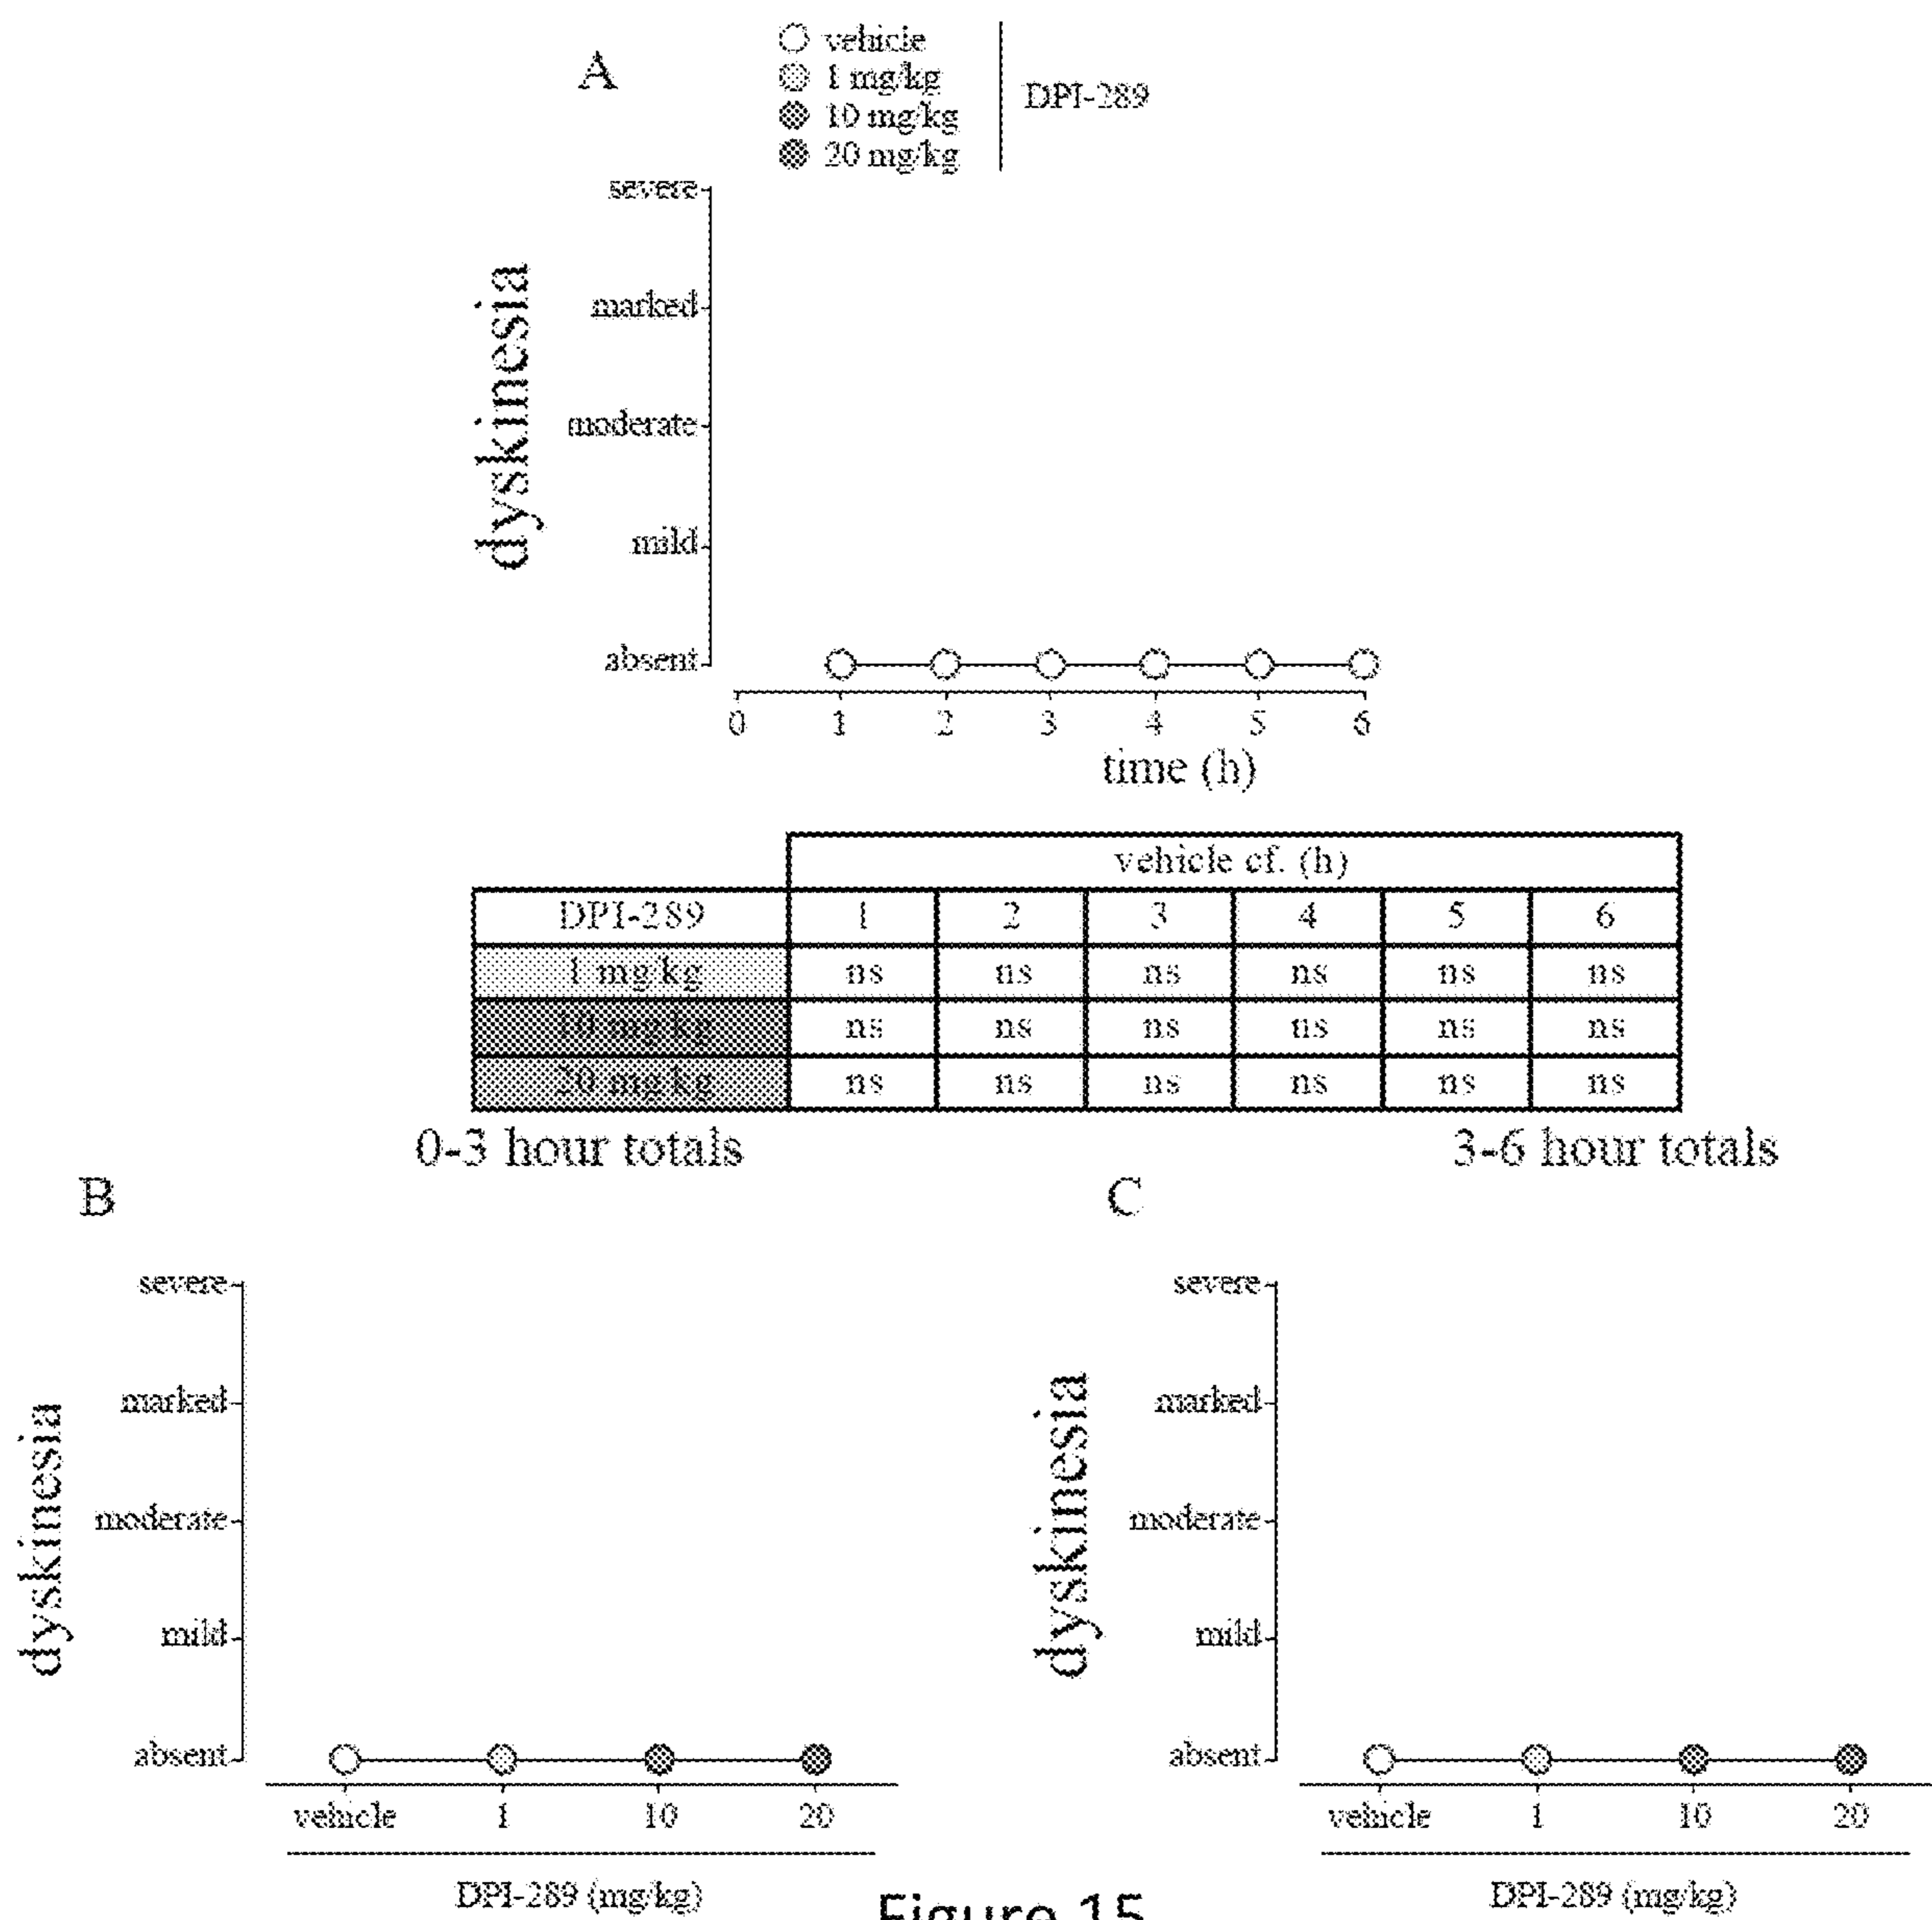 A
vehicle
1 mg/kg
10 mg/kg
20 mg/kg
DPI-289
severe
marked
moderate
mild
absent
dyskinesia
0 1 2 3 4 5 6
time (h)
vehicle cf. (h)
DPI-289 1 2 3 4 5 6
1 mg/kg ns ns ns ns ns ns
10 mg/kg ns ns ns ns ns ns
20 mg/kg ns ns ns ns ns ns
0-3 hour totals
3-6 hour totals
B
severe
marked
moderate
mild
absent
dyskinesia
vehicle 1 10 20
DPI-289 (mg/kg)
C
severe
marked
moderate
mild
absent
dyskinesia
vehicle 1 10 20
DPI-289 (mg/kg)
Figure 15